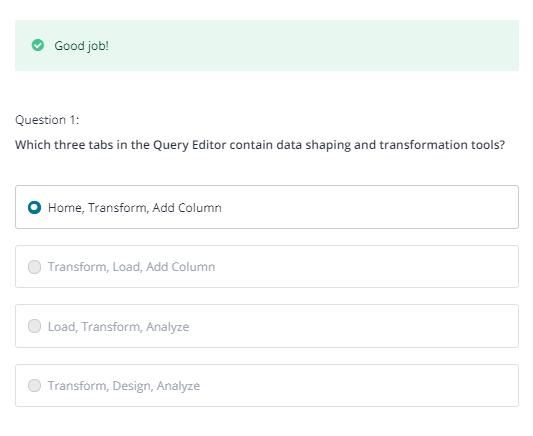 Good job!
Question 1:
Which three tabs in the Query Editor contain data shaping and transformation tools?
Home, Transform, Add Column
Transform, Load, Add Column
Load, Transform, Analyze
Transform, Design, Analyze